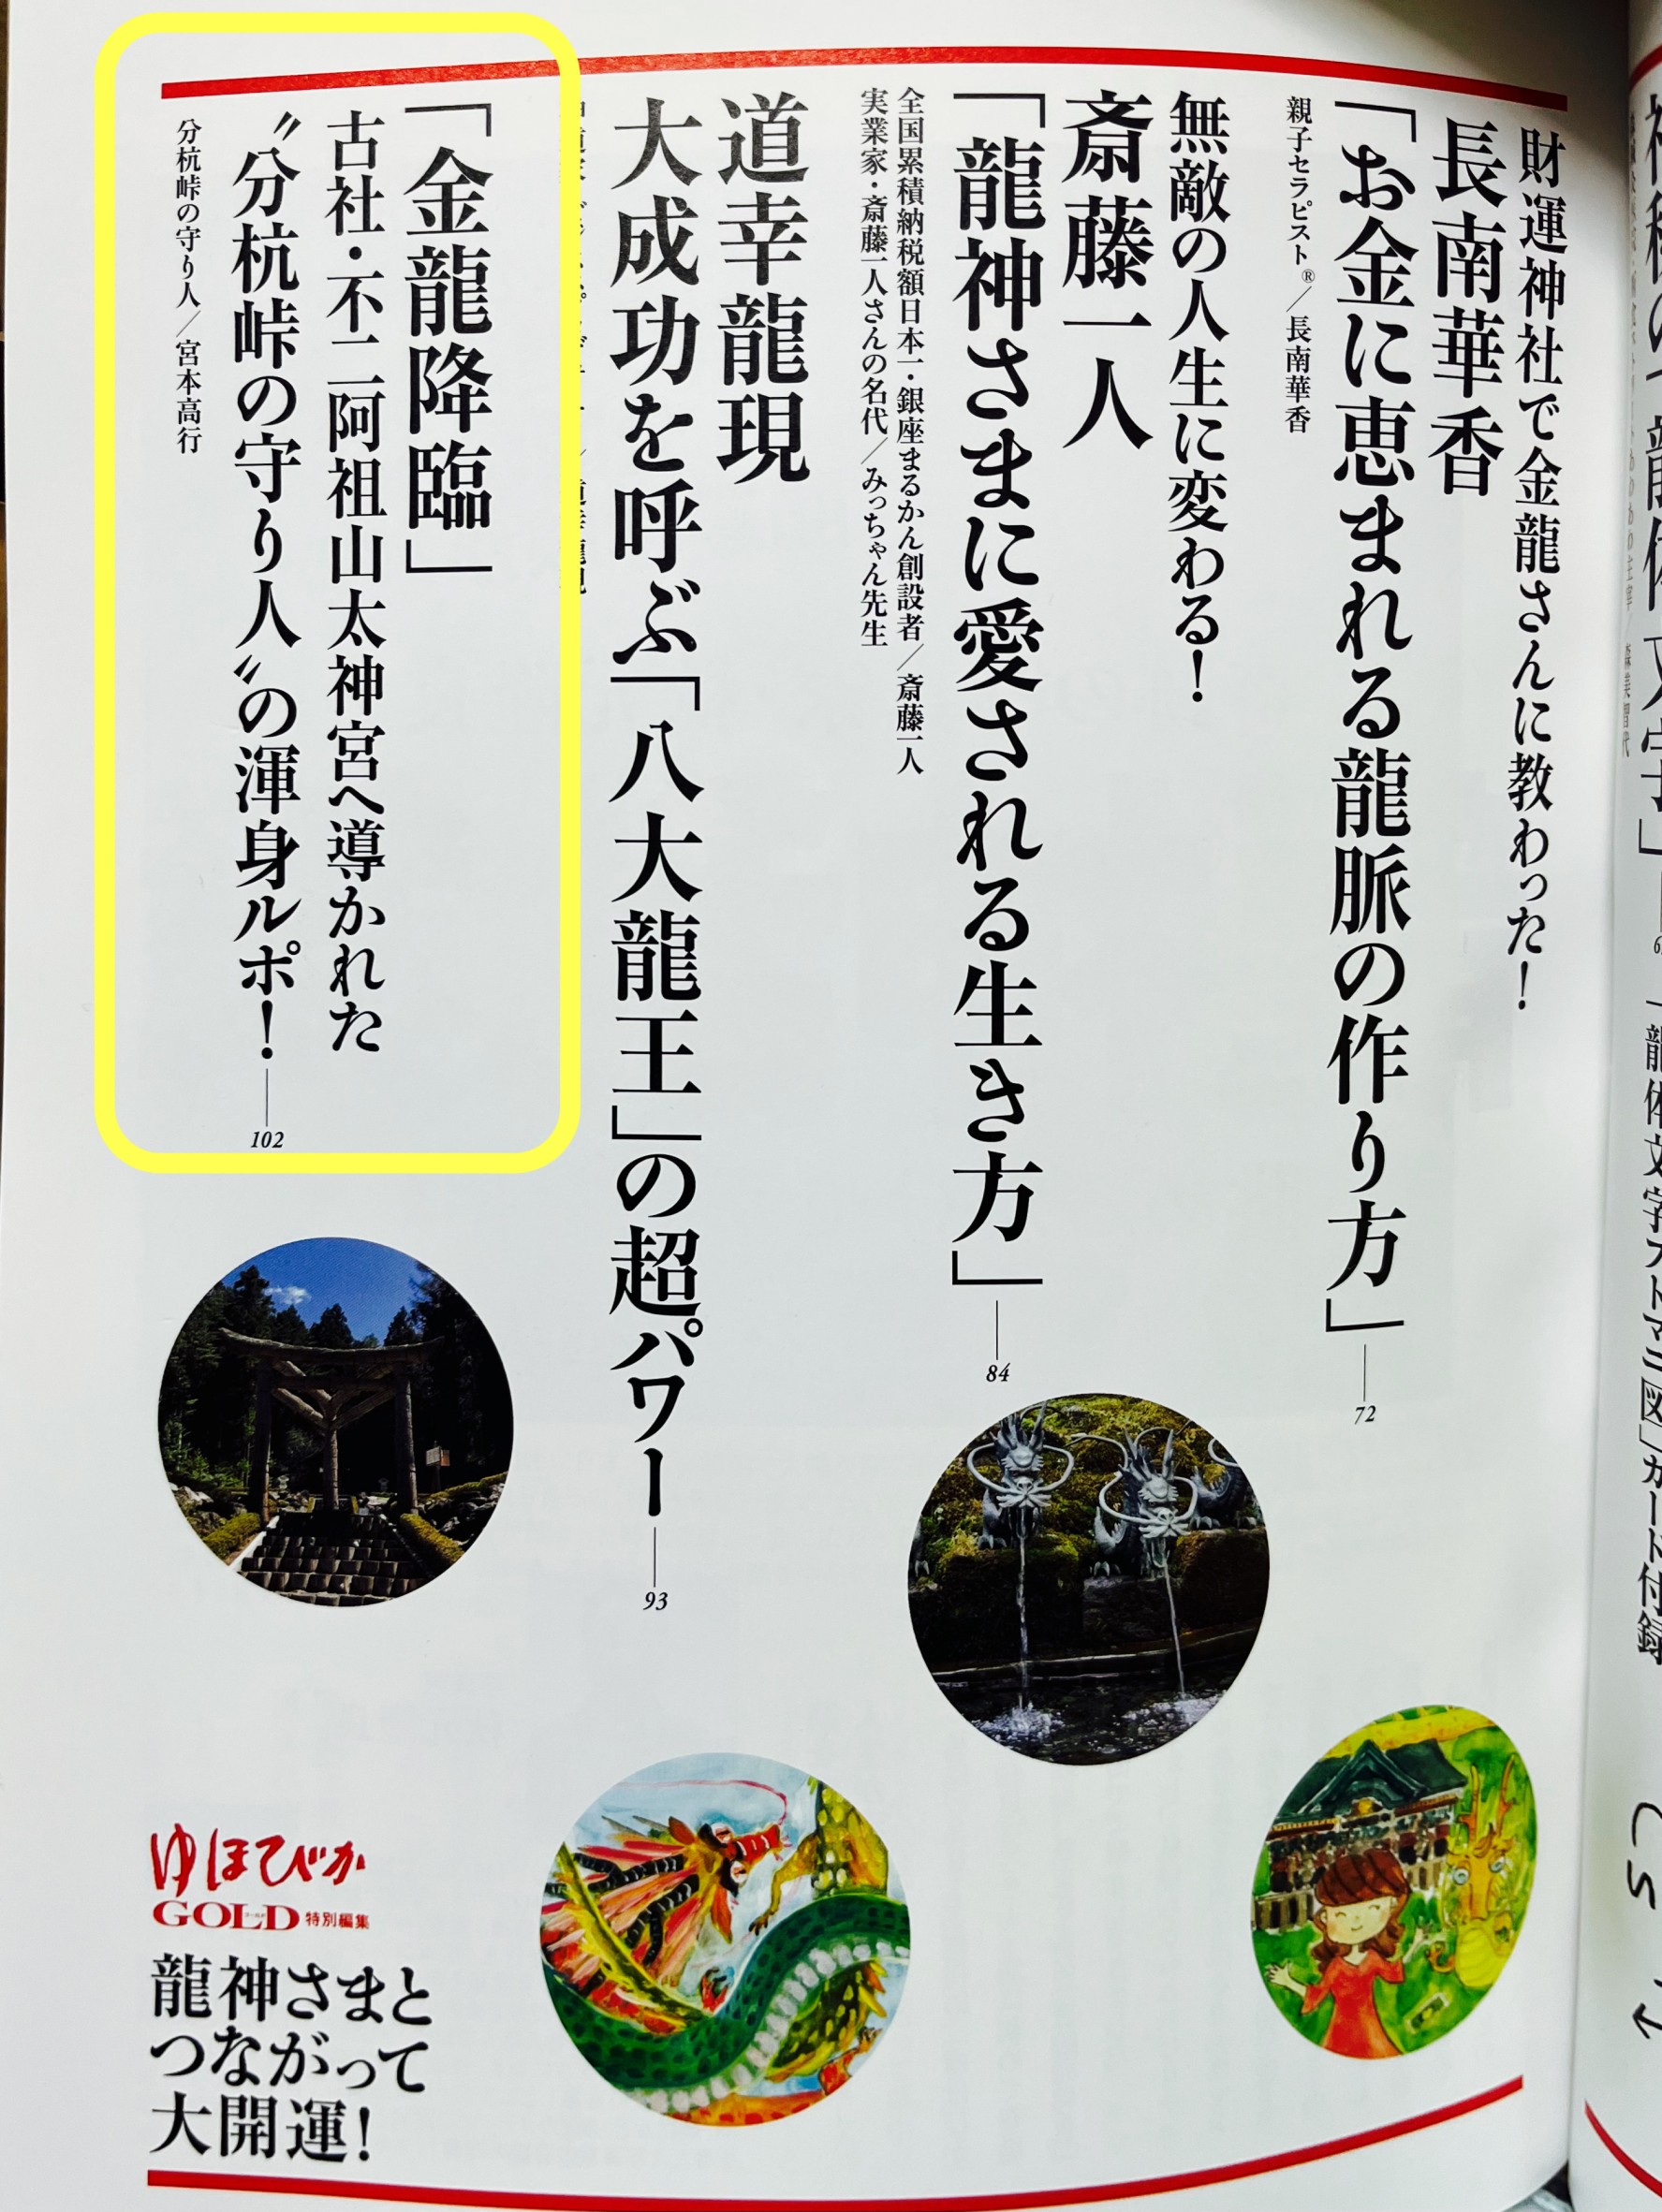 財運神社で金龍さんに教わった!
長南華香
「お金に恵まれる龍脈の作り方」
72
親子セラピスト®/長南華香
無敵の人生に変わる!
斎藤一人
「龍神さまに愛される生き方」
84
全国累積納税額日本一・銀座まるかん創設者/斎藤一人
実業家・斎藤一人さんの名代/みっちゃん先生
道幸龍現
大成功を呼ぶ「八大龍王」の超パワー
93
「金龍降臨」
古社・不二阿祖山太神宮へ導かれた
〝分杭峠の守り人〟の渾身ルポ!
102
分杭峠の守り人/宮本高行
ゆほびか
GOLD
特別編集
龍神さまと
つながって
大開運!